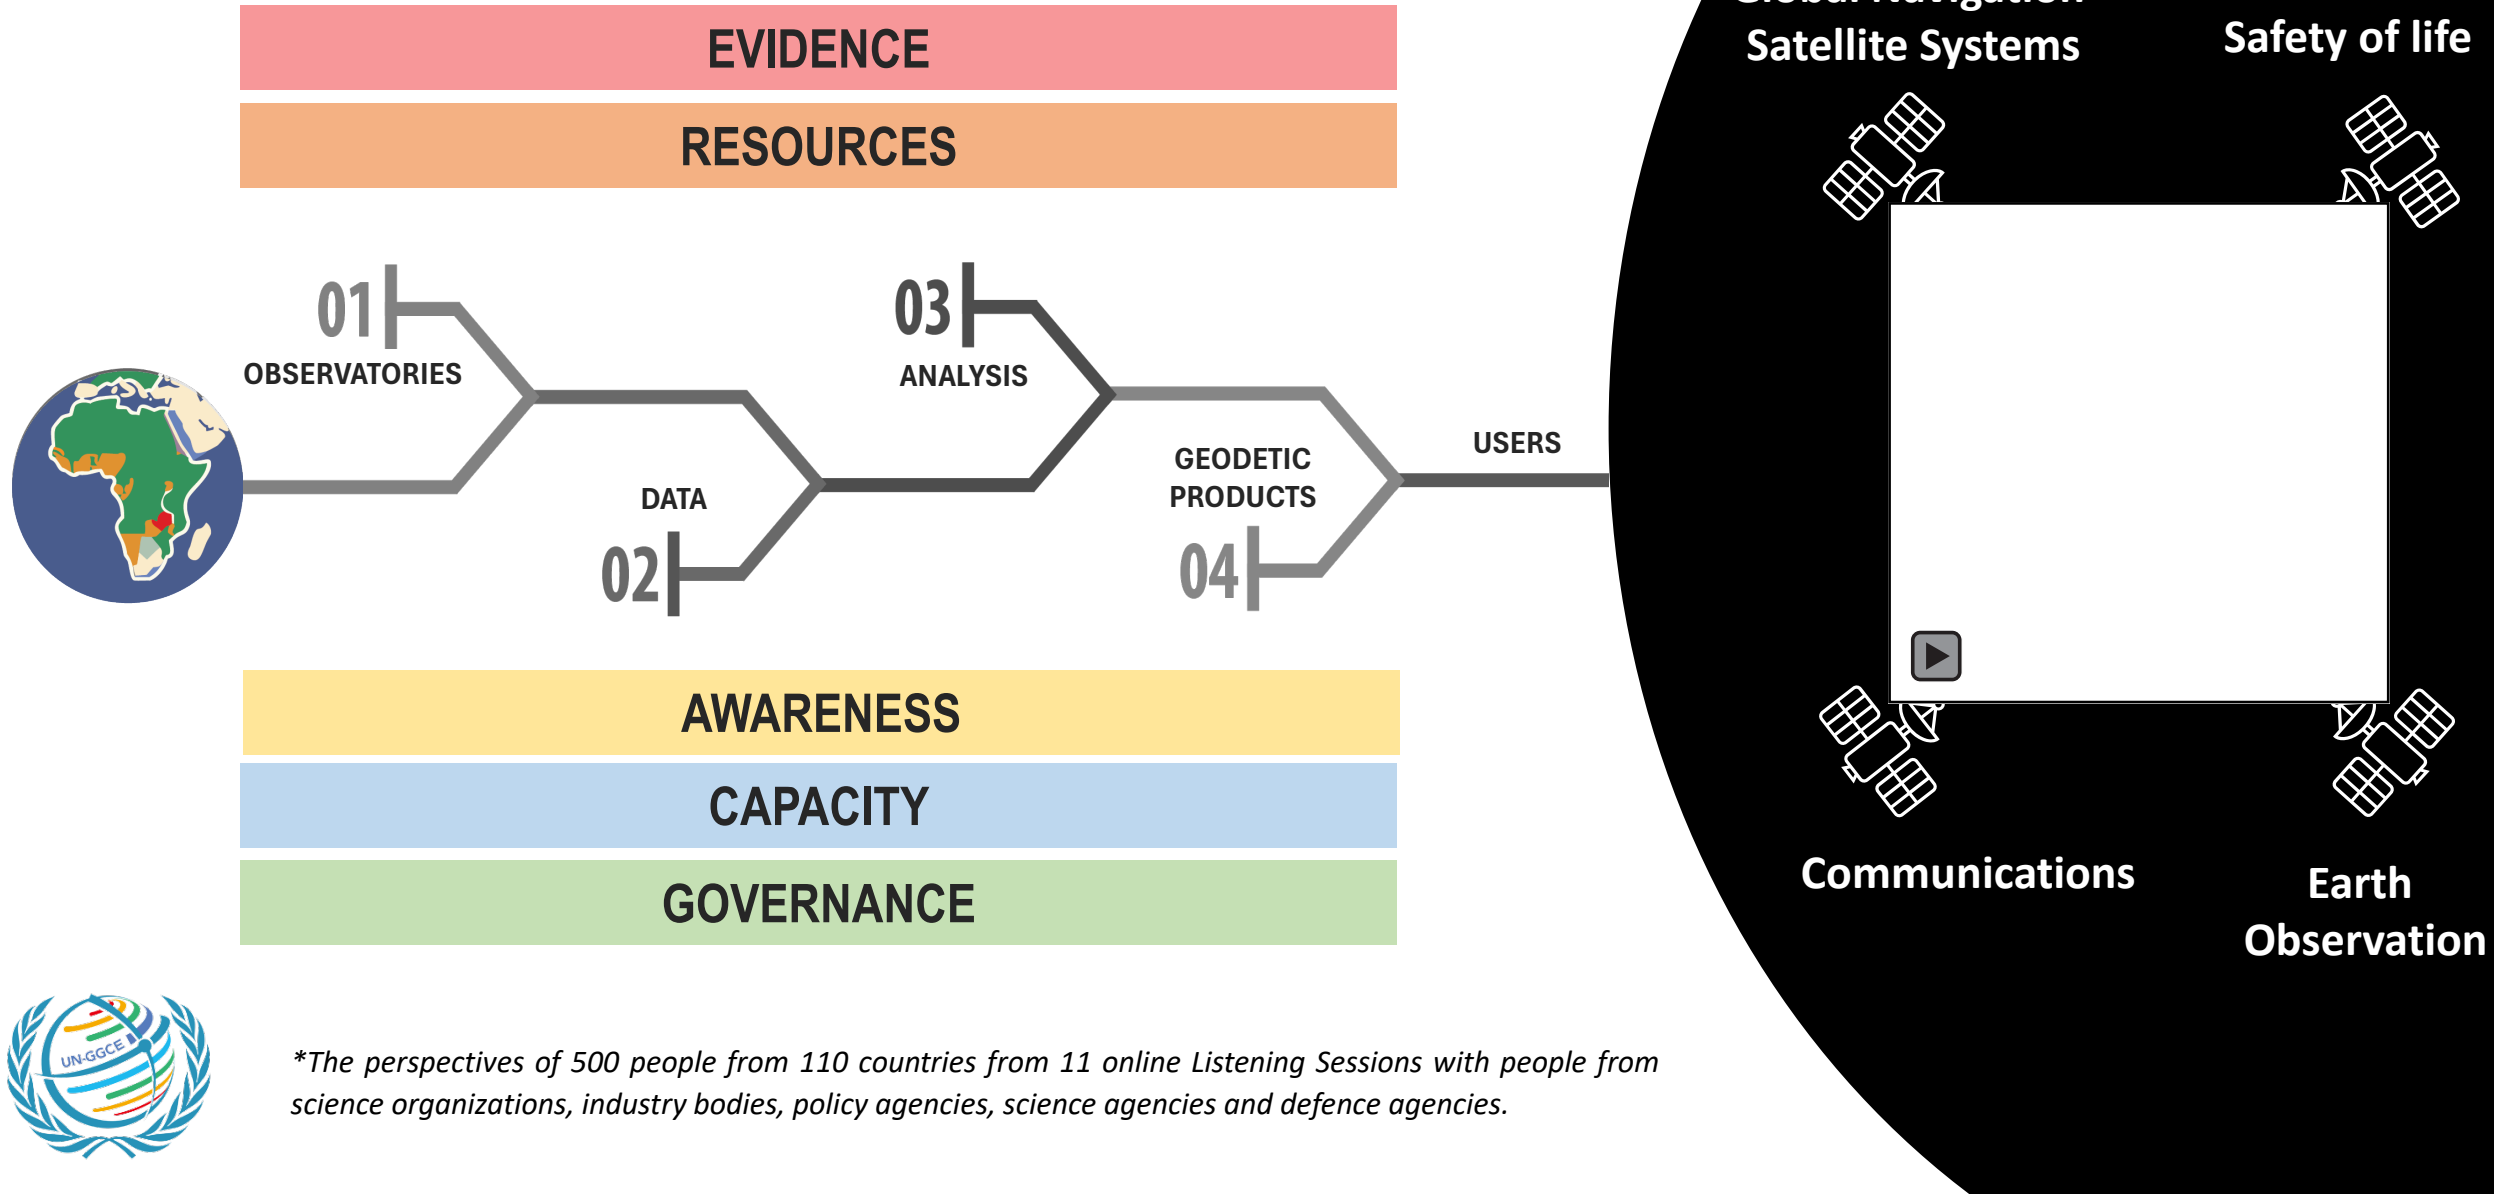 EVIDENCE
RESOURCES
01
OBSERVATORIES
DATA
02
03
ANALYSIS
GEODETIC
PRODUCTS
04
USERS
AWARENESS
CAPACITY
GOVERNANCE
UN-GGCE
*The perspectives of 500 people from 110 countries from 11 online Listening Sessions with people from
science organizations, industry bodies, policy agencies, science agencies and defence agencies.
Global Navigation
Satellite Systems
Safety of life
Communications
Earth
Observation